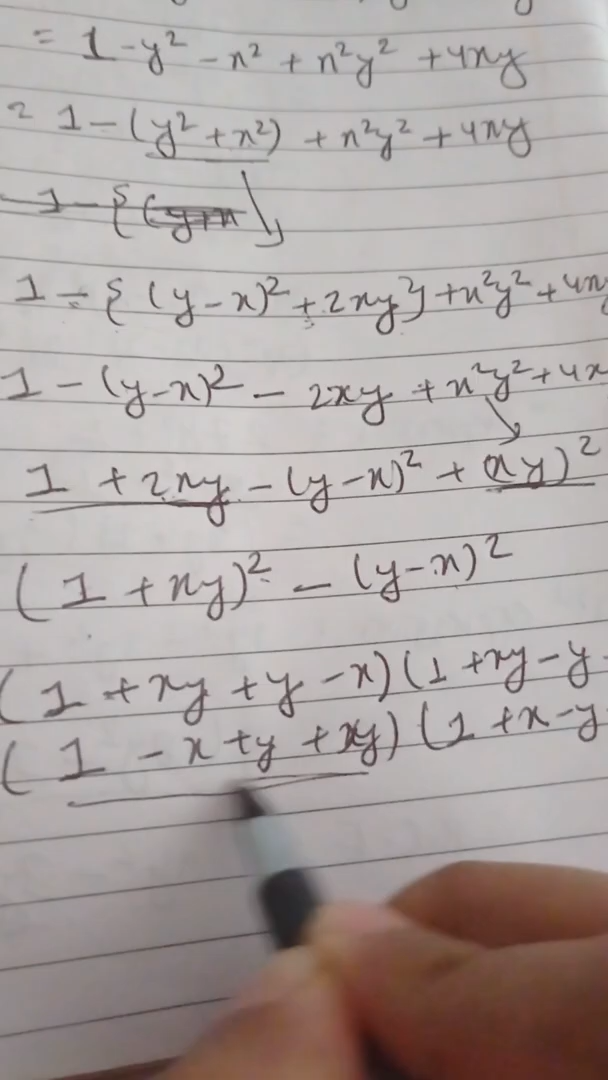 = 1 - y² - x² + x²y² + 4xy
= 1 - (y² + x²) + x²y² + 4xy
1 - {(y - x)² + 2xy} + x²y² + 4x
1 - (y - x)² - 2xy + x²y² + 4x
1 + 2xy - (y - x)² + (xy)²
(1 + xy)² - (y - x)²
(1 + xy + y - x)(1 + xy - y
(1 - x + y + xy)(1 + x - y